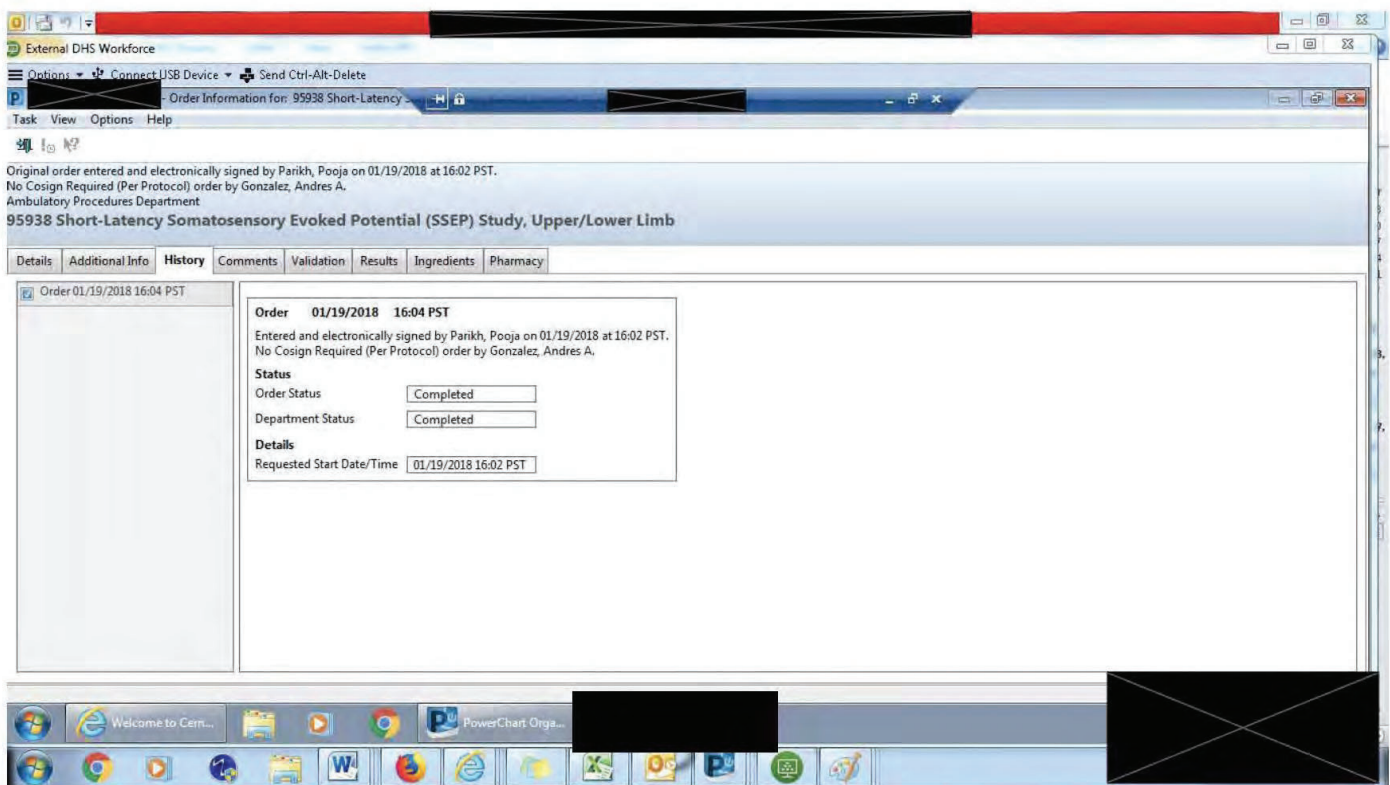 External DHS Workforce
Options Connect USB Device Send Ctrl-Alt-Delete
- Order Information for: 95938 Short-Latency
Task View Options Help
Original order entered and electronically signed by Parikh, Pooja on 01/19/2018 at 16:02 PST.
No Cosign Required (Per Protocol) order by Gonzalez, Andres A.
Ambulatory Procedures Department
95938 Short-Latency Somatosensory Evoked Potential (SSEP) Study, Upper/Lower Limb
Details Additional Info History Comments Validation Results Ingredients Pharmacy
Order 01/19/2018 16:04 PST
Order 01/19/2018 16:04 PST
Entered and electronically signed by Parikh, Pooja on 01/19/2018 at 16:02 PST.
No Cosign Required (Per Protocol) order by Gonzalez, Andres A.
Status
Order Status Completed
Department Status Completed
Details
Requested Start Date/Time 01/19/2018 16:02 PST
Welcome to Cern... PowerChart Orga...